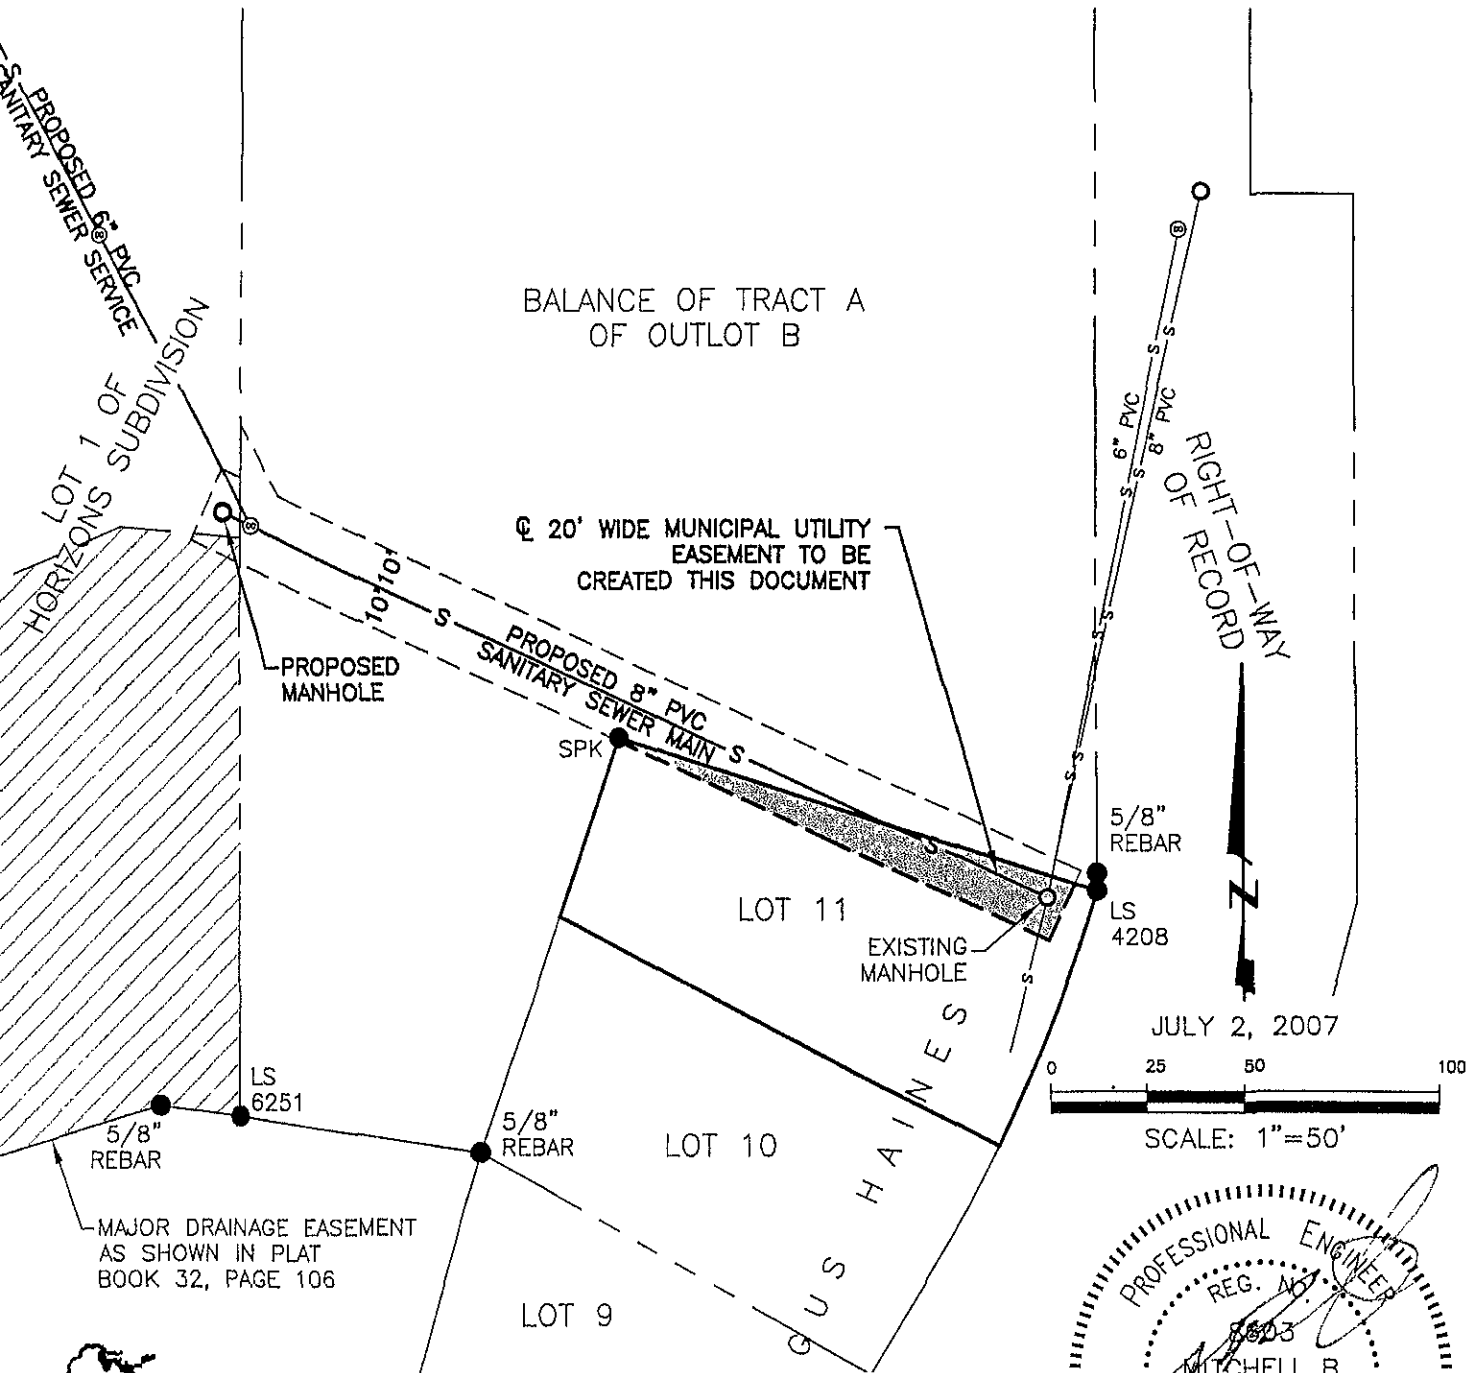 S
PROPOSED 6" PVC
SANITARY SEWER SERVICE
8
LOT 1 OF
HORIZONS SUBDIVISION
BALANCE OF TRACT A
OF OUTLOT B
8
8
S
S
6" PVC
8" PVC
S
S
RIGHT-OF-WAY
OF RECORD
℄ 20' WIDE MUNICIPAL UTILITY
EASEMENT TO BE
CREATED THIS DOCUMENT
10' 10'
S
PROPOSED 8" PVC
SANITARY SEWER MAIN
S
S
S
S
S
S
PROPOSED
MANHOLE
SPK
5/8"
REBAR
LS
4208
LOT 11
EXISTING
MANHOLE
S
N
JULY 2, 2007
0 25 50 100
SCALE: 1"=50'
LS
6251
5/8"
REBAR
5/8"
REBAR
LOT 10
GUS HAINES
MAJOR DRAINAGE EASEMENT
AS SHOWN IN PLAT
BOOK 32, PAGE 106
LOT 9
PROFESSIONAL ENGINEER
REG. NO.
MITCHELL B.